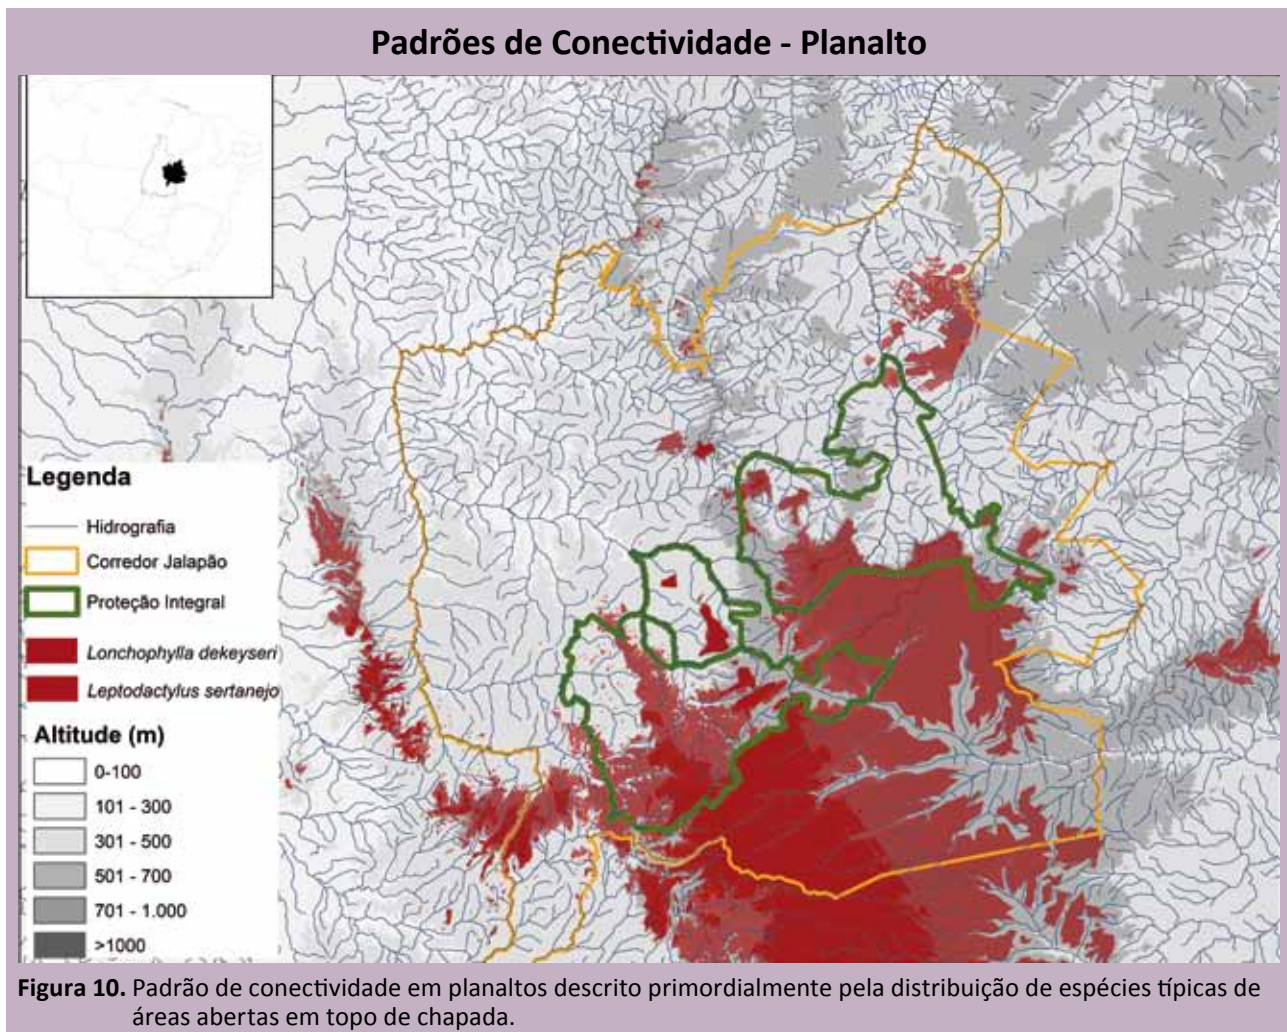 Padrões de Conectividade - Planalto
Legenda
Hidrografia
Corredor Jalapão
Proteção Integral
Lonchophylla dekeyseri
Leptodactylus sertanejo
Altitude (m)
0-100
101 - 300
301 - 500
501 - 700
701 - 1.000
>1000
Figura 10. Padrão de conectividade em planaltos descrito primordialmente pela distribuição de espécies típicas de
áreas abertas em topo de chapada.